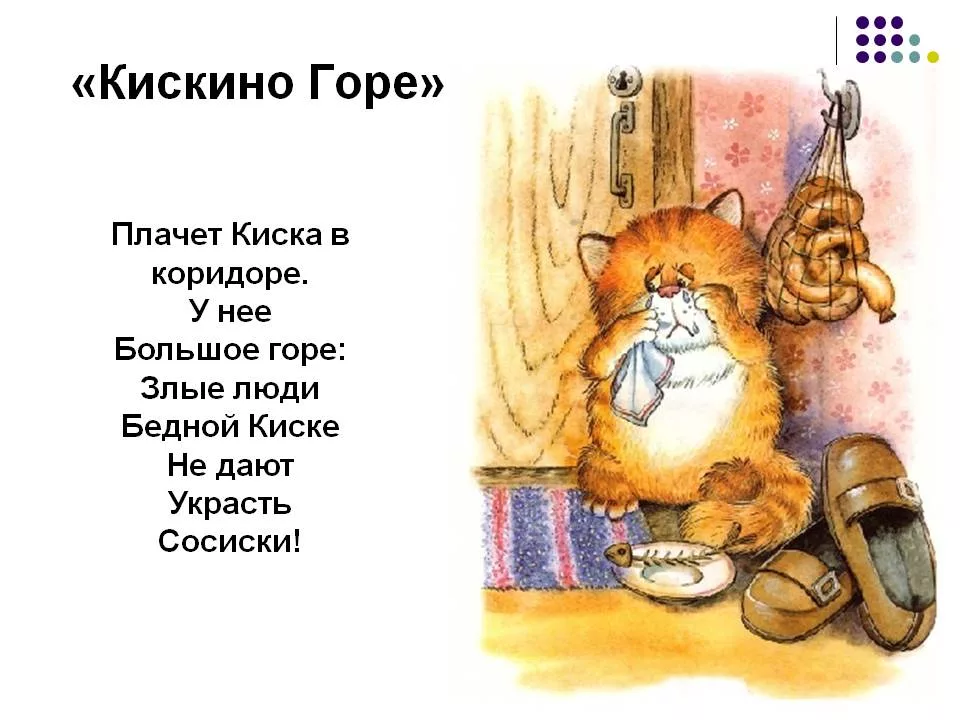 «Кискино Горе»
Плачет Киска в
коридоре.
У нее
Большое горе:
Злые люди
Бедной Киске
Не дают
Украсть
Сосиски!